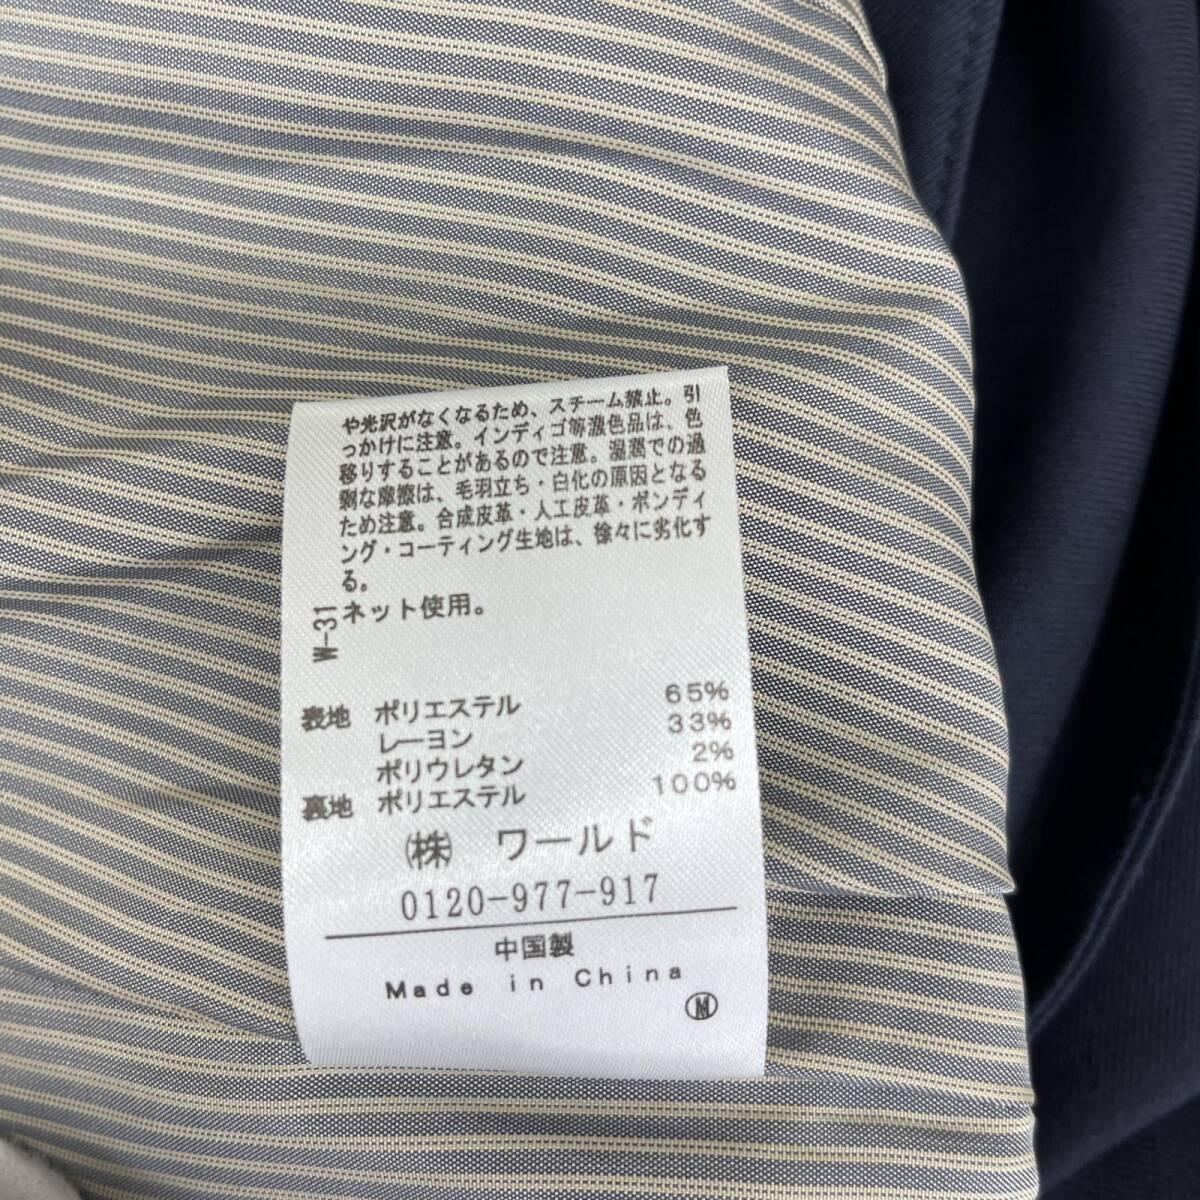 や光沢がなくなるため、スチーム禁止。引
っかけに注意。インディゴ等濃色品は、色
移りすることがあるので注意。湿潤での過
剰な摩擦は、毛羽立ち・白化の原因となる
ため注意。合成皮革・人工皮革・ボンディ
ング・コーティング生地は、徐々に劣化す
る。
ネット使用。
W-31
表地 ポリエステル 65%
レーヨン 33%
ポリウレタン 2%
裏地 ポリエステル 100%
㈱ ワールド
0120-977-917
中国製
Made in China
Ⓜ